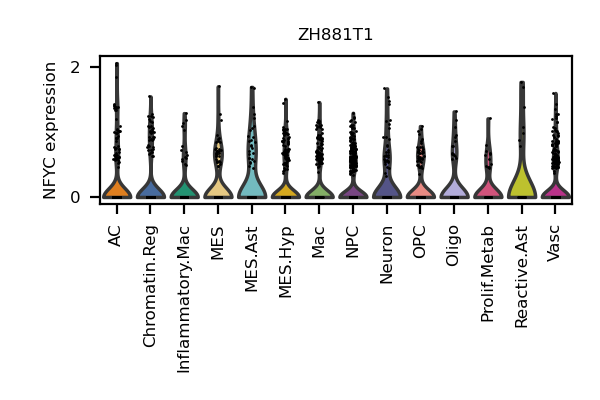 ZH881T1
NFYC expression
2
0
AC
Chromatin.Reg
Inflammatory.Mac
MES
MES.Ast
MES.Hyp
Mac
NPC
Neuron
OPC
Oligo
Prolif.Metab
Reactive.Ast
Vasc